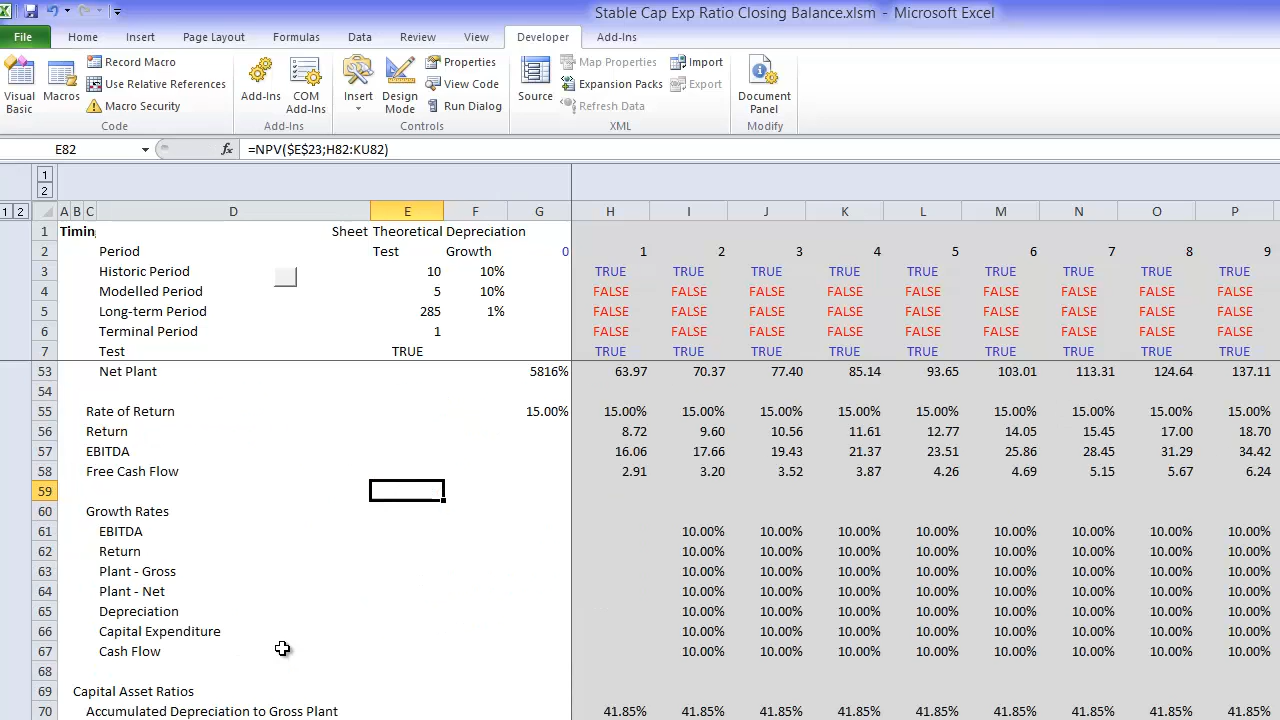 Stable Cap Exp Ratio Closing Balance.xlsm - Microsoft Excel
File Home Insert Page Layout Formulas Data Review View Developer Add-Ins
Visual Basic
Macros
Record Macro
Use Relative References
Macro Security
Code
Add-Ins
COM Add-Ins
Add-Ins
Insert
Design Mode
Properties
View Code
Run Dialog
Controls
Source
Map Properties
Expansion Packs
Refresh Data
Import
Export
XML
Document Panel
Modify
E82 fx =NPV($E$23;H82:KU82)
1
2
1 2 A B C D E F G H I J K L M N O P
1 Timin Sheet Theoretical Depreciation
2 Period Test Growth 0 1 2 3 4 5 6 7 8 9
3 Historic Period 10 10% TRUE TRUE TRUE TRUE TRUE TRUE TRUE TRUE TRUE
4 Modelled Period 5 10% FALSE FALSE FALSE FALSE FALSE FALSE FALSE FALSE FALSE
5 Long-term Period 285 1% FALSE FALSE FALSE FALSE FALSE FALSE FALSE FALSE FALSE
6 Terminal Period 1 FALSE FALSE FALSE FALSE FALSE FALSE FALSE FALSE FALSE
7 Test TRUE TRUE TRUE TRUE TRUE TRUE TRUE TRUE TRUE TRUE
53 Net Plant 5816% 63.97 70.37 77.40 85.14 93.65 103.01 113.31 124.64 137.11
54
55 Rate of Return 15.00% 15.00% 15.00% 15.00% 15.00% 15.00% 15.00% 15.00% 15.00% 15.00%
56 Return 8.72 9.60 10.56 11.61 12.77 14.05 15.45 17.00 18.70
57 EBITDA 16.06 17.66 19.43 21.37 23.51 25.86 28.45 31.29 34.42
58 Free Cash Flow 2.91 3.20 3.52 3.87 4.26 4.69 5.15 5.67 6.24
59
60 Growth Rates
61 EBITDA 10.00% 10.00% 10.00% 10.00% 10.00% 10.00% 10.00% 10.00%
62 Return 10.00% 10.00% 10.00% 10.00% 10.00% 10.00% 10.00% 10.00%
63 Plant - Gross 10.00% 10.00% 10.00% 10.00% 10.00% 10.00% 10.00% 10.00%
64 Plant - Net 10.00% 10.00% 10.00% 10.00% 10.00% 10.00% 10.00% 10.00%
65 Depreciation 10.00% 10.00% 10.00% 10.00% 10.00% 10.00% 10.00% 10.00%
66 Capital Expenditure 10.00% 10.00% 10.00% 10.00% 10.00% 10.00% 10.00% 10.00%
67 Cash Flow 10.00% 10.00% 10.00% 10.00% 10.00% 10.00% 10.00% 10.00%
68
69 Capital Asset Ratios
70 Accumulated Depreciation to Gross Plant 41.85% 41.85% 41.85% 41.85% 41.85% 41.85% 41.85% 41.85% 41.85%